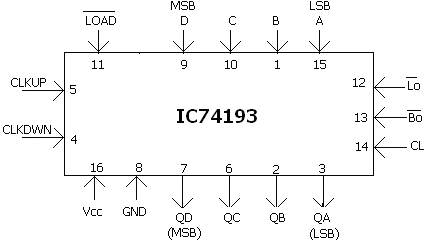 MSB LSB
LOAD D C B A
11 9 10 1 15
CLKUP 5 12 Lo
IC74193
13 Bo
CLKDWN 4 14 CL
16 8 7 6 2 3
Vcc GND QD QC QB QA
(MSB) (LSB)